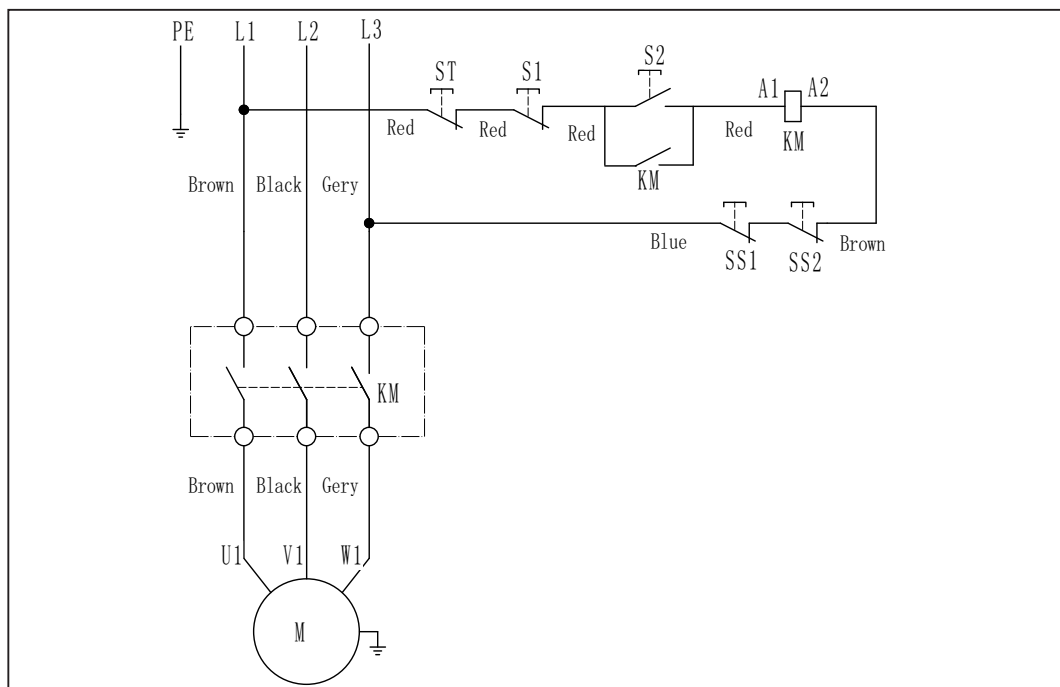 PE L1 L2 L3
ST S1 S2 A1 A2
Red Red Red Red KM
KM
Brown Black Gery
Blue SS1 SS2 Brown
KM
Brown Black Gery
U1 V1 W1
M